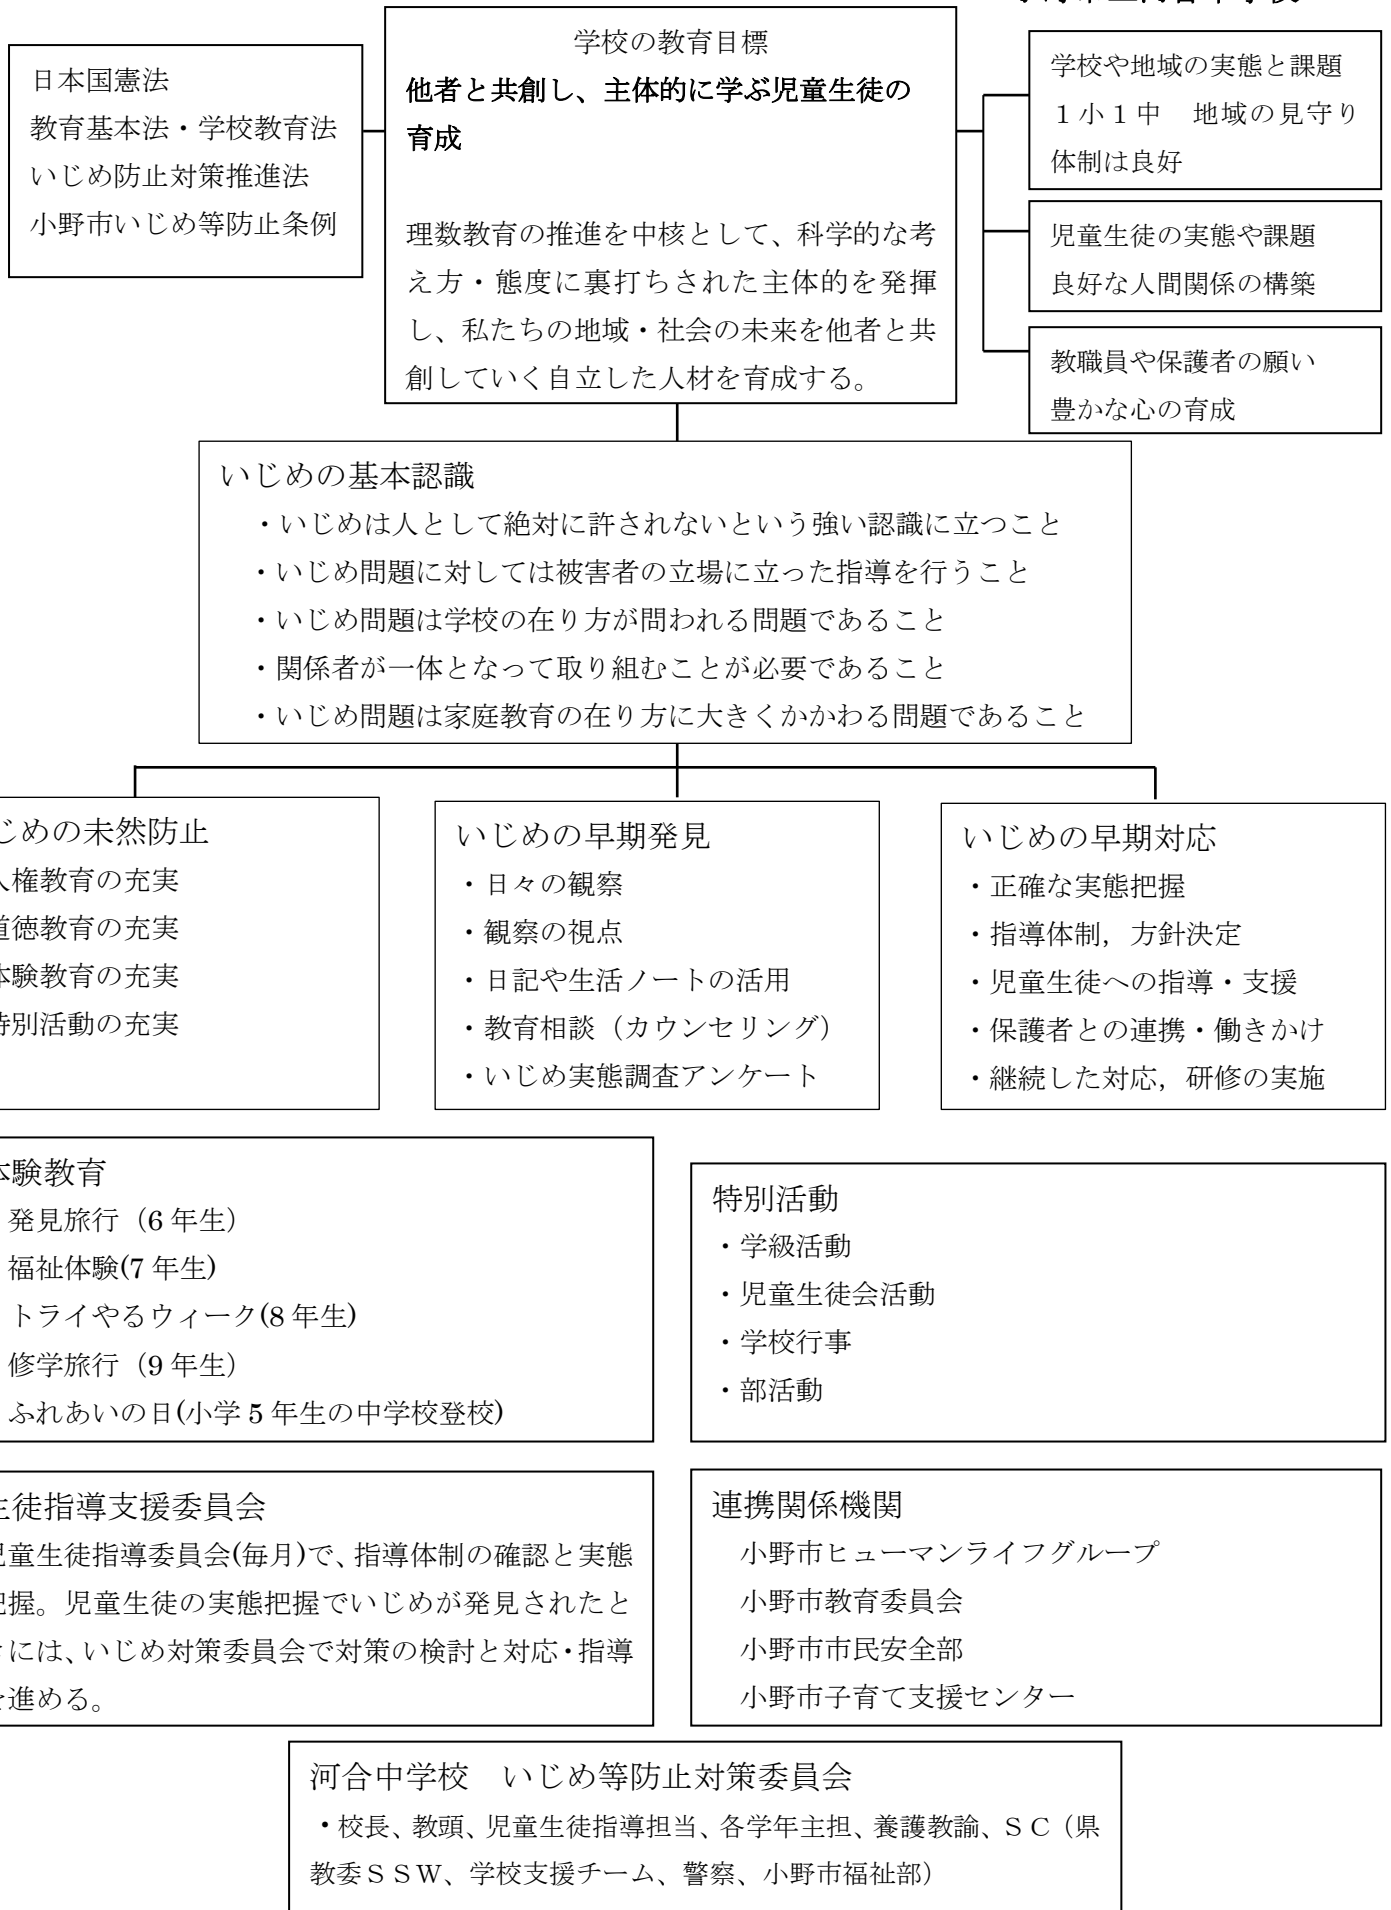 学校の教育目標
他者と共創し、主体的に学ぶ児童生徒の
育成
理数教育の推進を中核として、科学的な考
え方・態度に裏打ちされた主体的を発揮
し、私たちの地域・社会の未来を他者と共
創していく自立した人材を育成する。
日本国憲法
教育基本法・学校教育法
いじめ防止対策推進法
小野市いじめ等防止条例
学校や地域の実態と課題
１小１中　地域の見守り
体制は良好
児童生徒の実態や課題
良好な人間関係の構築
教職員や保護者の願い
豊かな心の育成
いじめの基本認識
・いじめは人として絶対に許されないという強い認識に立つこと
・いじめ問題に対しては被害者の立場に立った指導を行うこと
・いじめ問題は学校の在り方が問われる問題であること
・関係者が一体となって取り組むことが必要であること
・いじめ問題は家庭教育の在り方に大きくかかわる問題であること
じめの未然防止
人権教育の充実
道徳教育の充実
体験教育の充実
特別活動の充実
いじめの早期発見
・日々の観察
・観察の視点
・日記や生活ノートの活用
・教育相談（カウンセリング）
・いじめ実態調査アンケート
いじめの早期対応
・正確な実態把握
・指導体制，方針決定
・児童生徒への指導・支援
・保護者との連携・働きかけ
・継続した対応，研修の実施
体験教育
発見旅行（6 年生）
福祉体験(7 年生)
トライやるウィーク(8 年生)
修学旅行（9 年生）
ふれあいの日(小学 5 年生の中学校登校)
特別活動
・学級活動
・児童生徒会活動
・学校行事
・部活動
生徒指導支援委員会
児童生徒指導委員会(毎月)で、指導体制の確認と実態
把握。児童生徒の実態把握でいじめが発見されたと
きには、いじめ対策委員会で対策の検討と対応・指導
を進める。
連携関係機関
小野市ヒューマンライフグループ
小野市教育委員会
小野市市民安全部
小野市子育て支援センター
河合中学校　いじめ等防止対策委員会
・校長、教頭、児童生徒指導担当、各学年主担、養護教諭、ＳＣ（県
教委ＳＳＷ、学校支援チーム、警察、小野市福祉部）